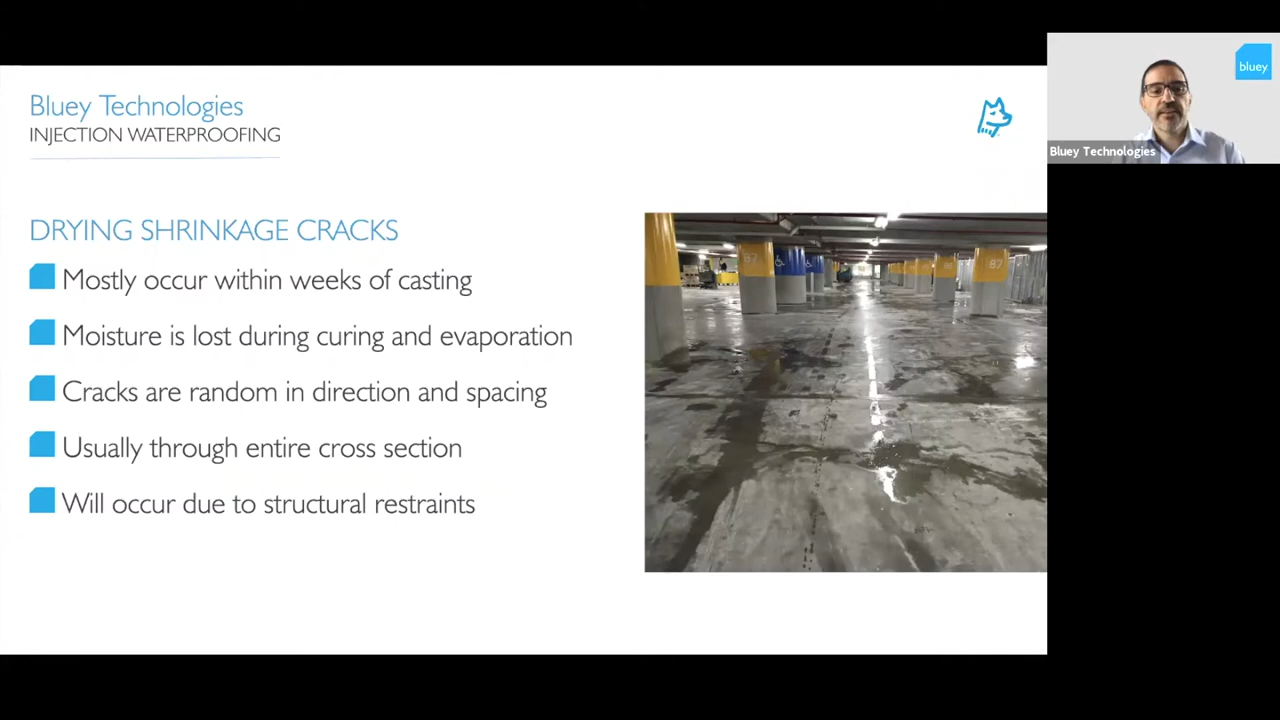 Bluey Technologies
INJECTION WATERPROOFING
bluey
Bluey Technologies
DRYING SHRINKAGE CRACKS
Mostly occur within weeks of casting
Moisture is lost during curing and evaporation
Cracks are random in direction and spacing
Usually through entire cross section
Will occur due to structural restraints
87
87